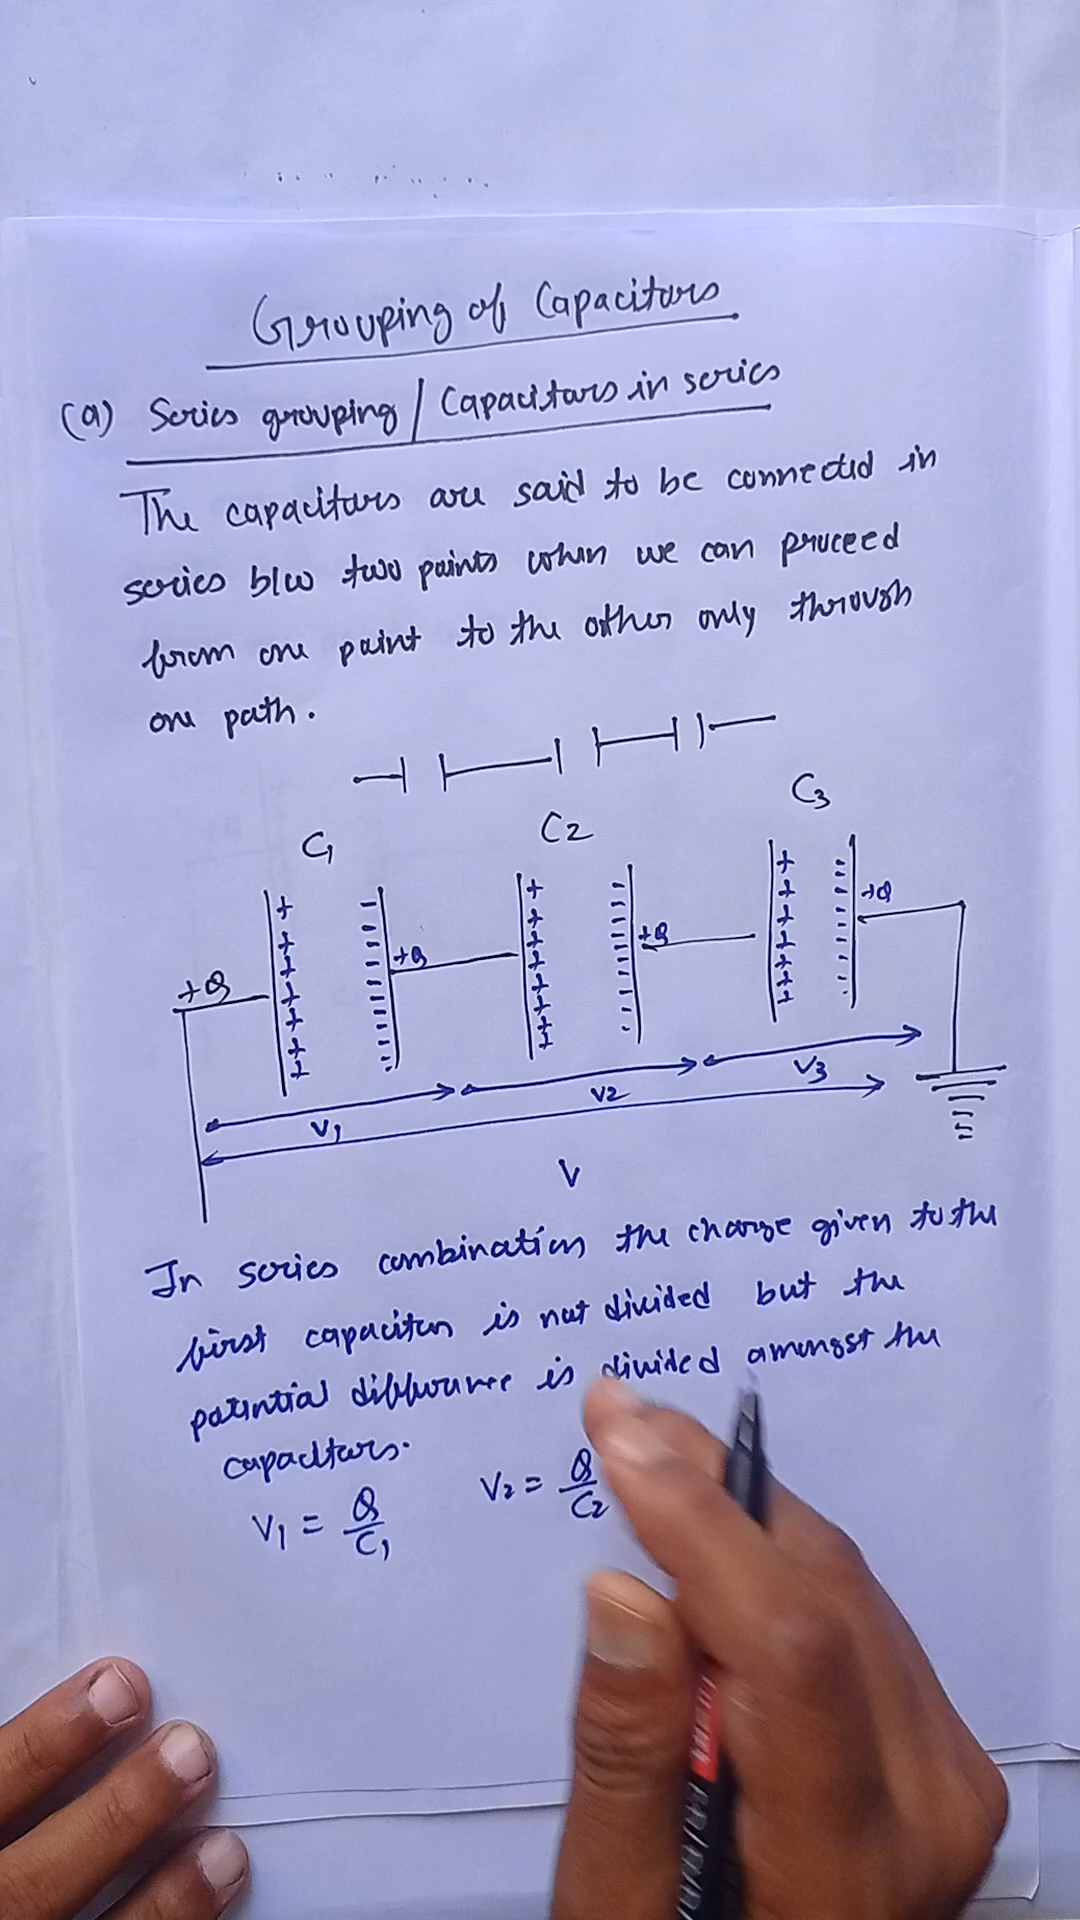 Grouping of Capacitors
(a) Series grouping / Capacitors in series
The capacitors are said to be connected in
series b/w two points when we can proceed
from one point to the other only through
one path.
C1 C2 C3
+Q +Q +Q +Q
V1 V2 V3
V
In series combination the charge given to the
first capacitor is not divided but the
potential difference is divided amongst the
capacitors.
V1 = Q/C1 V2 = Q/C2